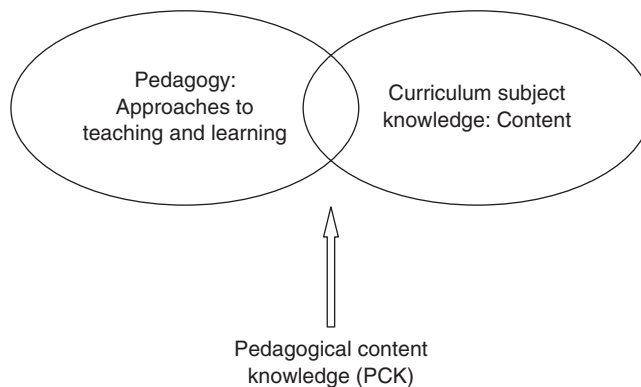 Pedagogy:
Approaches to
teaching and learning
Curriculum subject
knowledge: Content
Pedagogical content
knowledge (PCK)